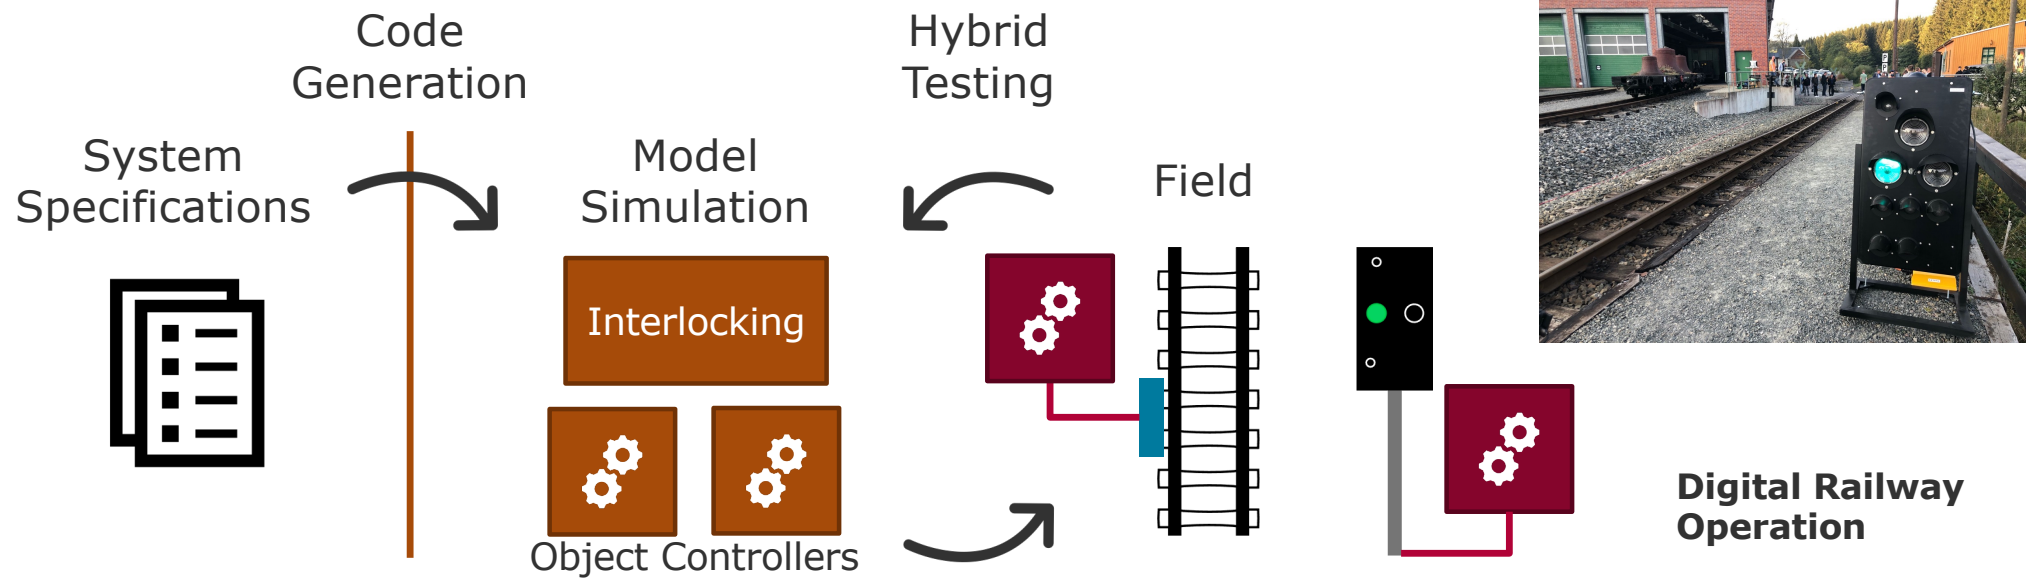 Code
Generation
Hybrid
Testing
System
Specifications
Model
Simulation
Field
Interlocking
Object Controllers
Digital Railway
Operation